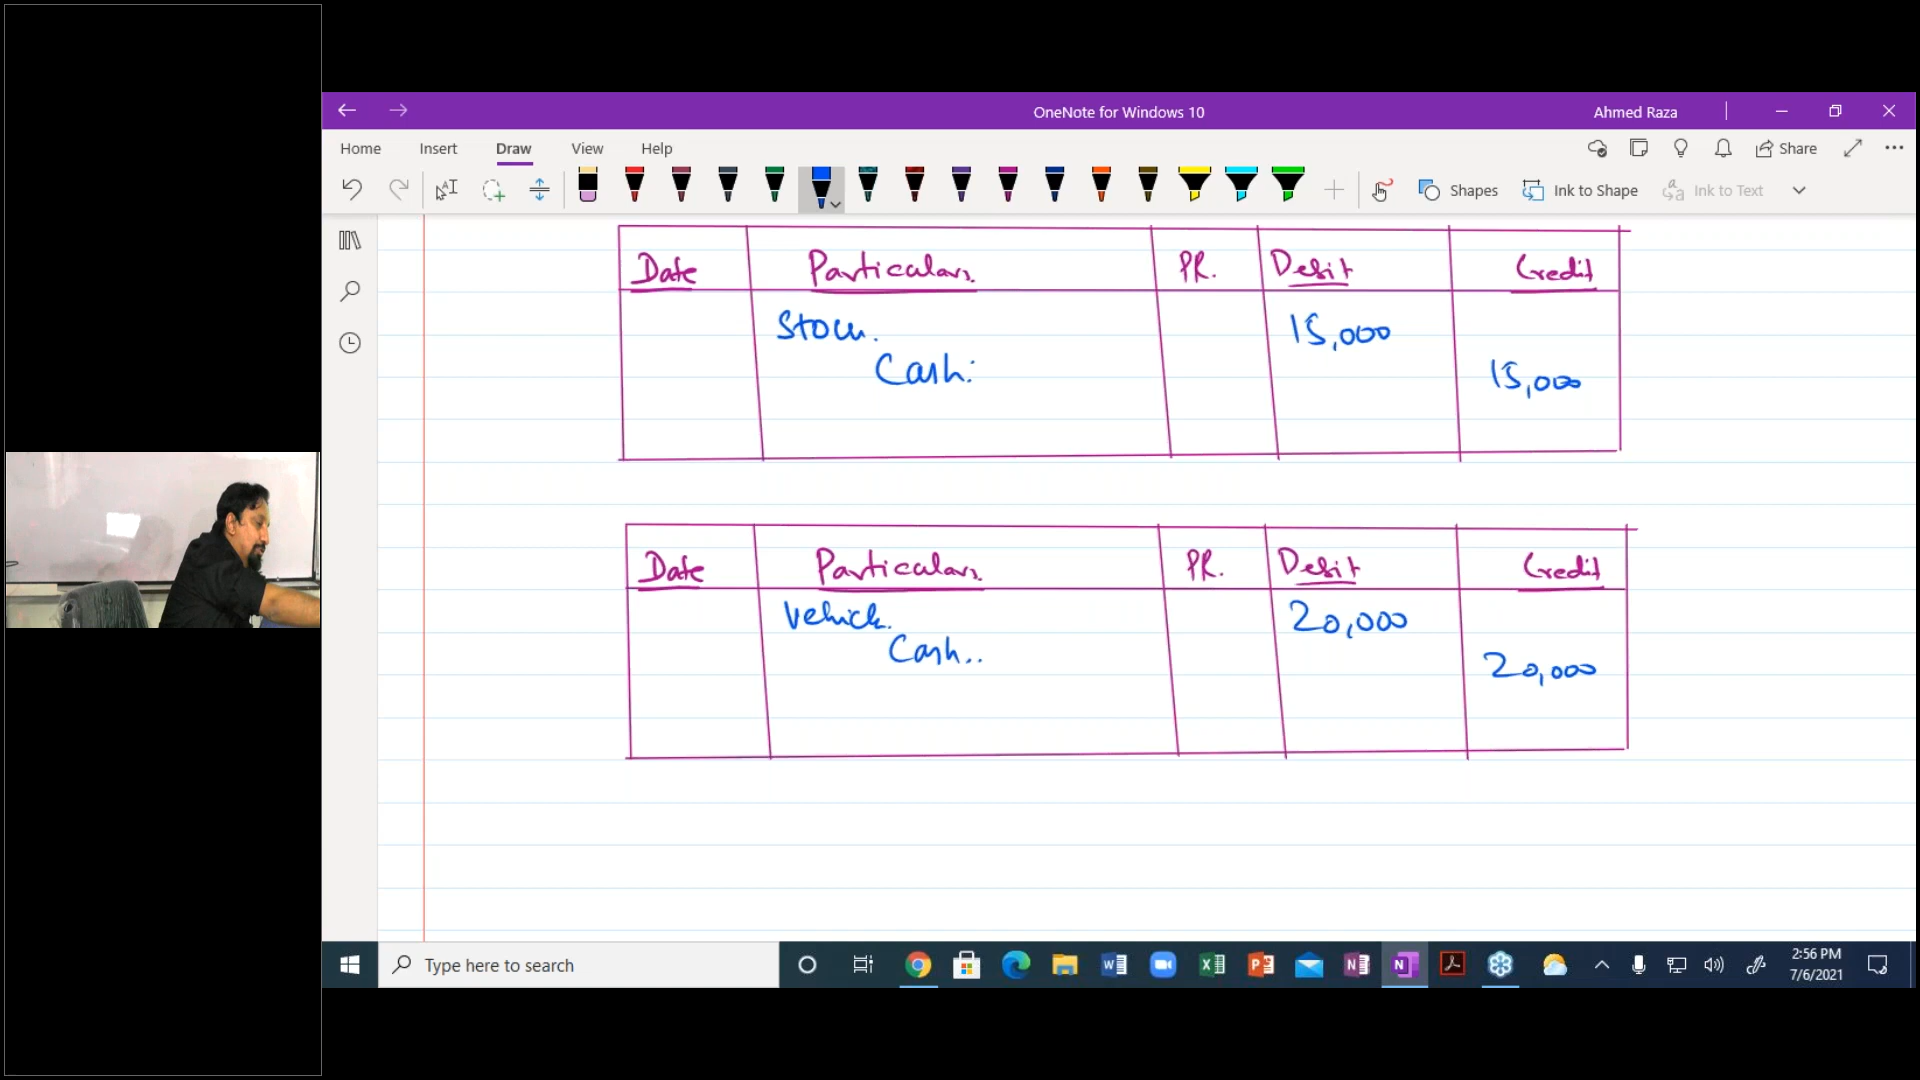 OneNote for Windows 10
Ahmed Raza
Home Insert Draw View Help
Share
Shapes Ink to Shape Ink to Text
Date Particulars. PR. Debit Credit
Stock. 15,000
Cash. 15,000
Date Particulars. PR. Debit Credit
Vehicle. 20,000
Cash.. 20,000
Type here to search
2:56 PM
7/6/2021